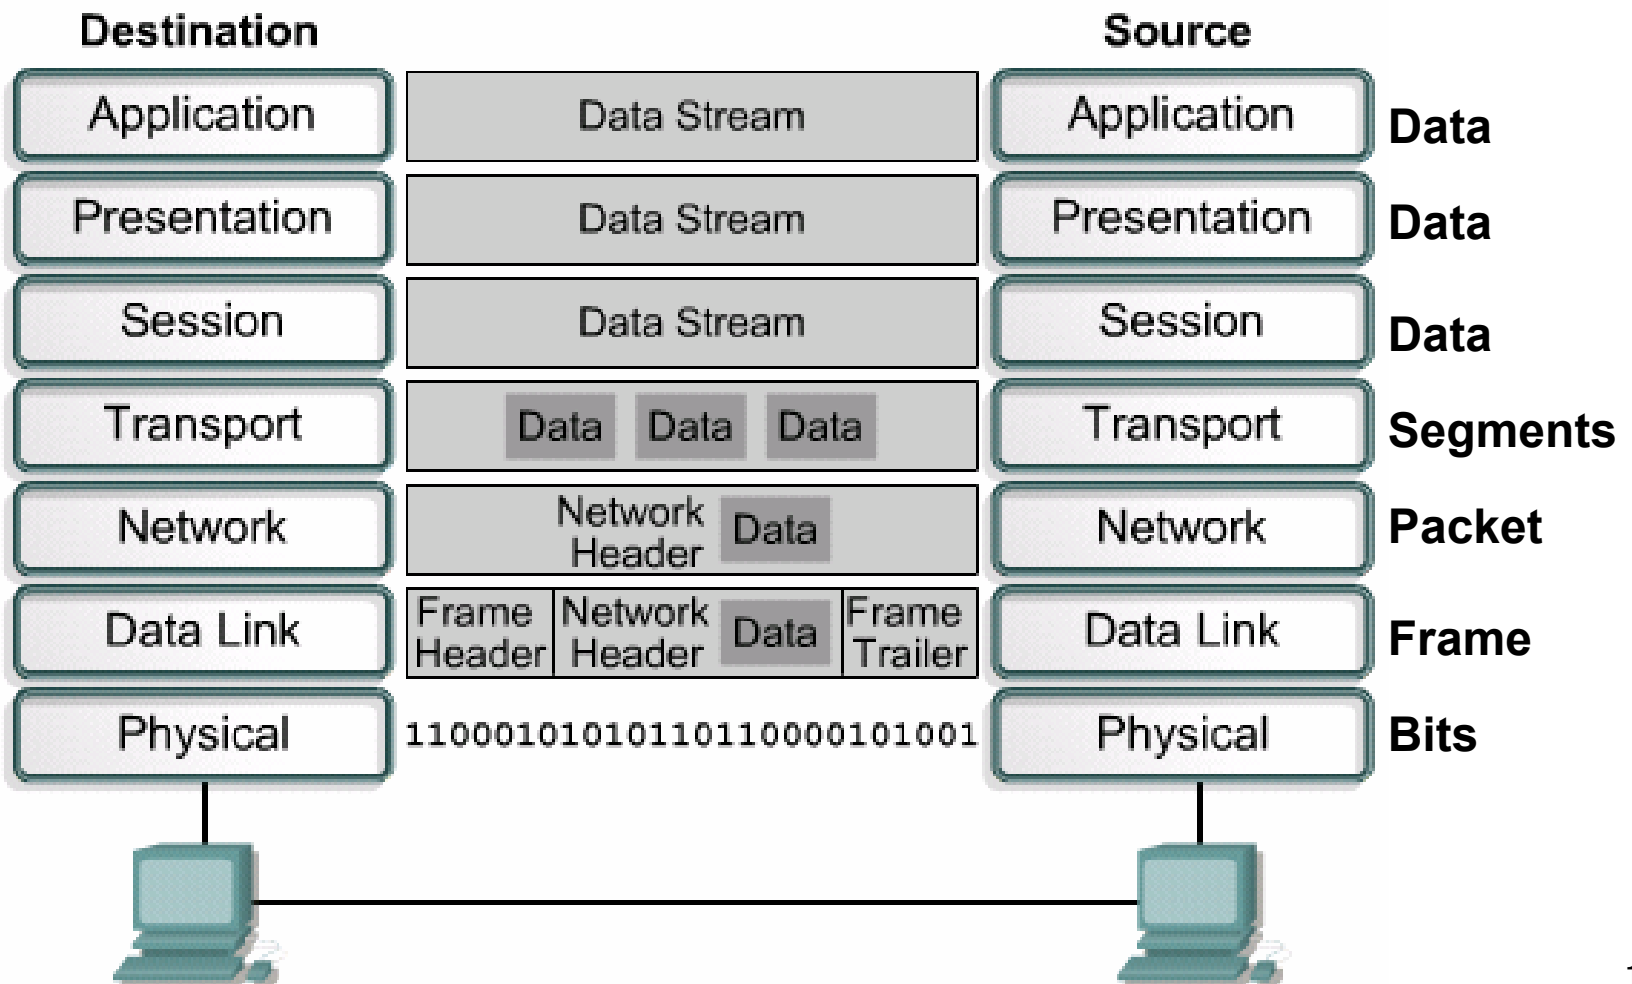 Destination
Source
Application
Data Stream
Application
Data
Presentation
Data Stream
Presentation
Data
Session
Data Stream
Session
Data
Transport
Data Data Data
Transport
Segments
Network
Network
Header
Data
Network
Packet
Data Link
Frame
Header
Network
Header
Data
Frame
Trailer
Data Link
Frame
Physical
110001010101101100001010​01
Physical
Bits